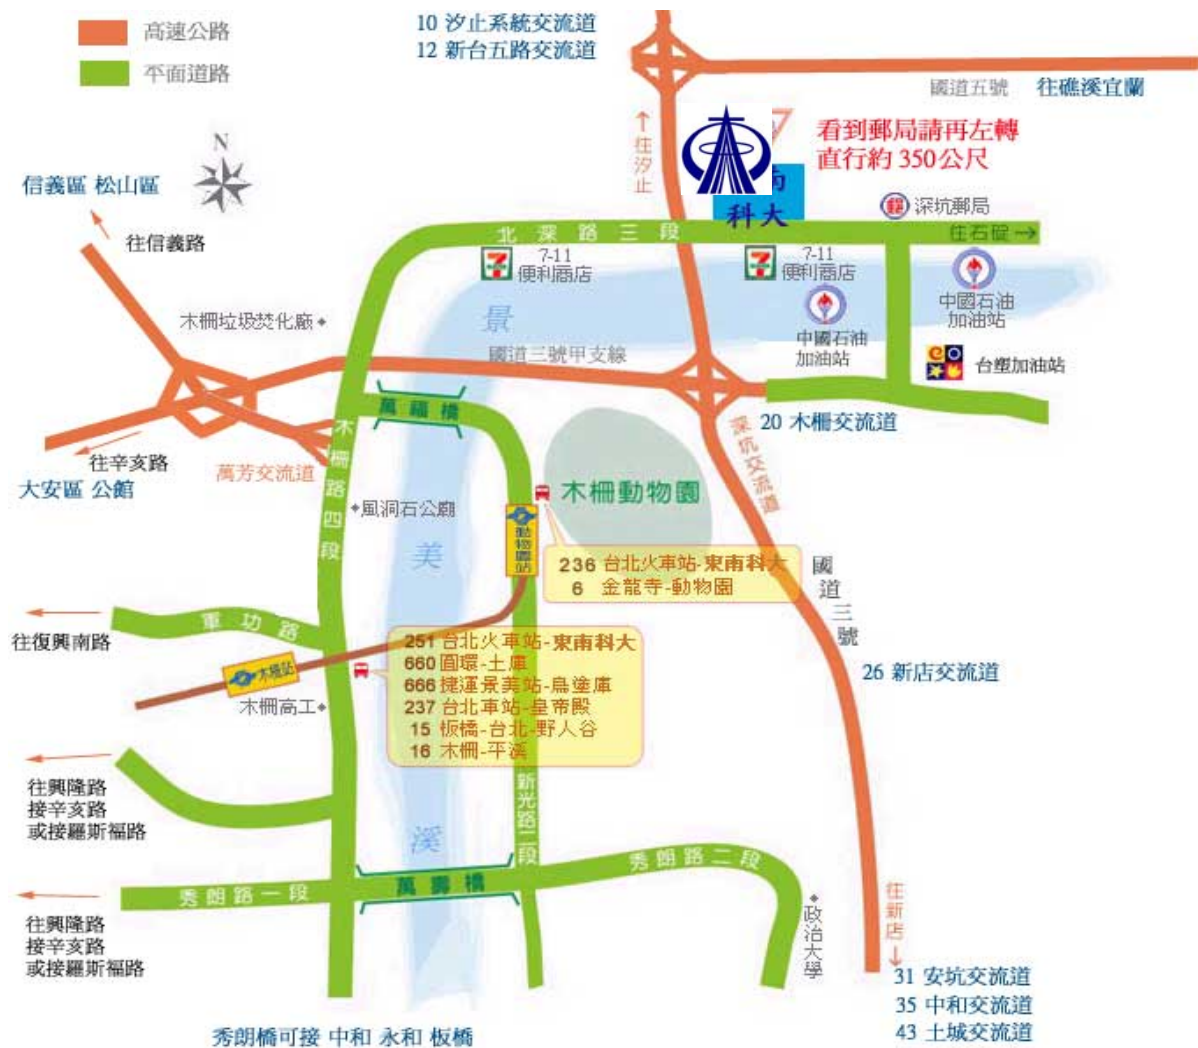 高速公路
平面道路
10 汐止系統交流道
12 新台五路交流道
國道五號
往礁溪宜蘭
↑往汐止
看到郵局請再左轉
直行約 350公尺
南
科大
N
信義區 松山區
往信義路
深坑郵局
北深路三段
往石碇→
7-11
便利商店
7-11
便利商店
中國石油
加油站
中國石油
加油站
木柵垃圾焚化廠
景
美
溪
國道三號甲支線
台塑加油站
萬福橋
20 木柵交流道
木柵路四段
深坑交流道
往辛亥路
大安區 公館
萬芳交流道
風洞石公廟
木柵動物園
動物園站
236 台北火車站-東南科大
6 金龍寺-動物園
國道三號
軍功路
往復興南路
251 台北火車站-東南科大
660 圓環-土庫
666 捷運景美站-烏塗庫
237 台北車站-皇帝殿
15 板橋-台北-野人谷
16 木柵-平溪
木柵站
木柵高工
26 新店交流道
往興隆路
接辛亥路
或接羅斯福路
新光路二段
秀朗路一段
萬壽橋
秀朗路二段
往興隆路
接辛亥路
或接羅斯福路
政治大學
往新店↓
31 安坑交流道
35 中和交流道
43 土城交流道
秀朗橋可接 中和 永和 板橋